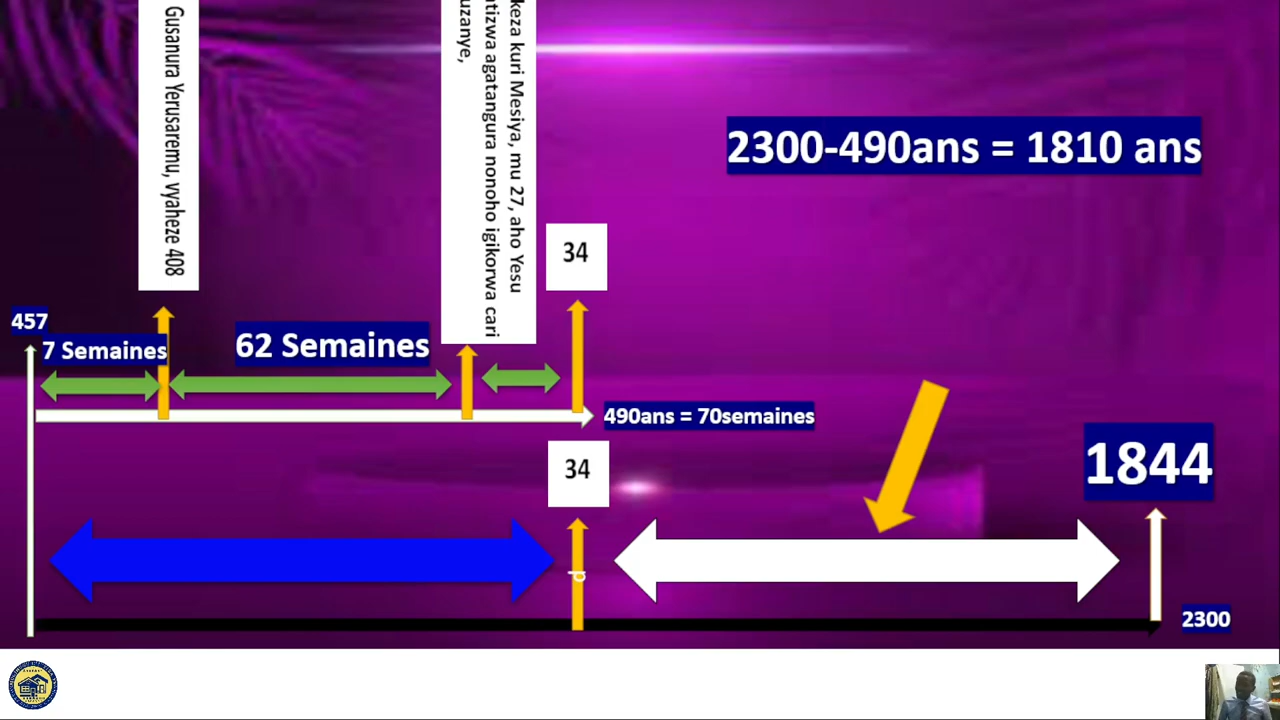 Gusanura Yerusaremu, vyaheze 408
keza kuri Mesiya, mu 27, aho Yesu
atizwa agatangura nonoho igikorwa cari
uzanye,
2300-490ans = 1810 ans
34
457
7 Semaines
62 Semaines
490ans = 70semaines
34
1844
d
2300